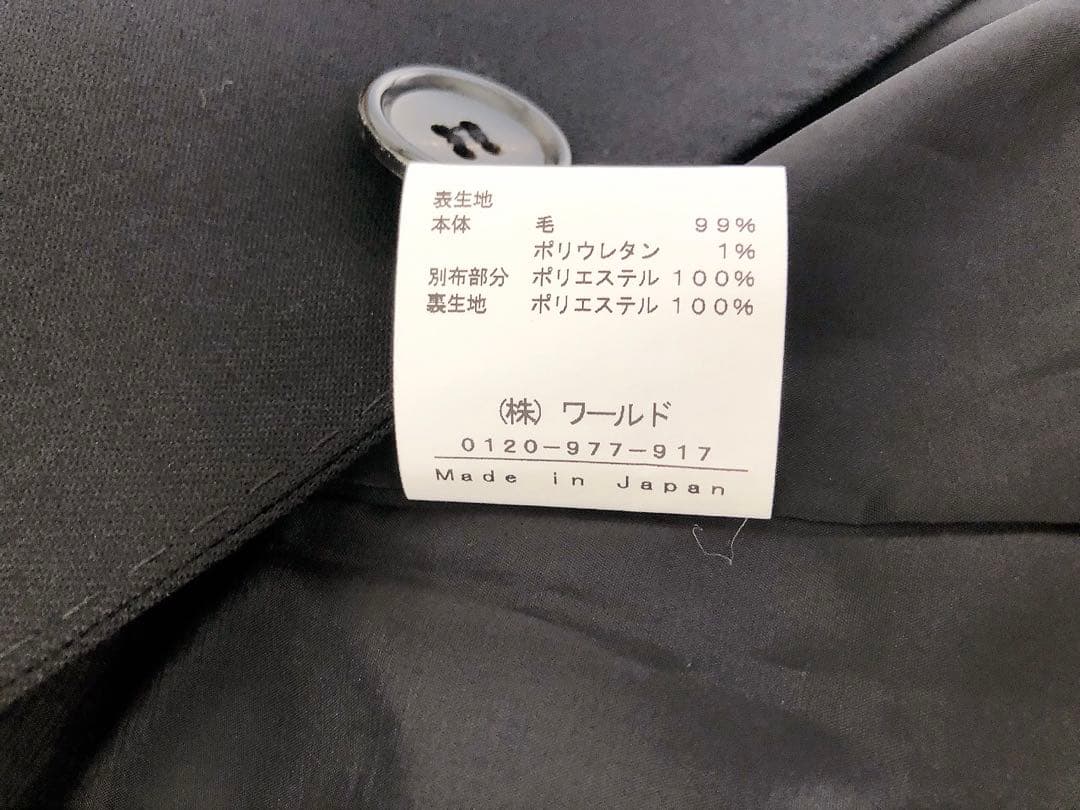 表生地
本体 毛 99%
ポリウレタン 1%
別布部分 ポリエステル 100%
裏生地 ポリエステル 100%
(株)ワールド
0120-977-917
Made in Japan